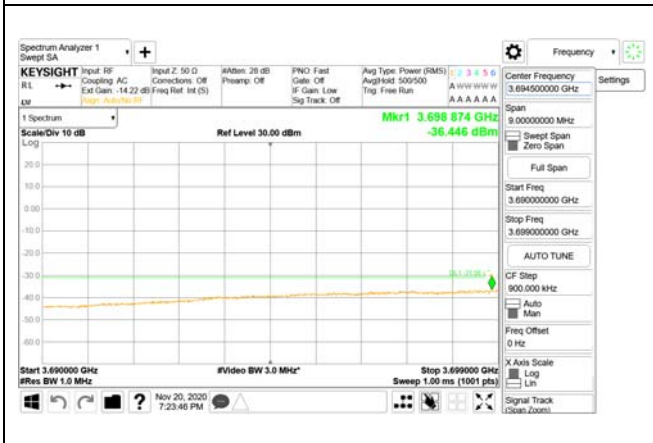 Spectrum Analyzer 1
Swept SA
+
Frequency
KEYSIGHT
Input: RF
Coupling: AC
Ext Gain: -14.22 dB
Align: Auto/No RF
Input Z: 50 Ω
Corrections: Off
Freq Ref: Int (S)
#Atten: 28 dB
Preamp: Off
PNO: Fast
Gate: Off
IF Gain: Low
Sig Track: Off
Avg Type: Power (RMS)
Avg|Hold: 500/500
Trig: Free Run
1 2 3 4 5 6
A W W W W W
A A A A A A
RL
1 Spectrum
Scale/Div 10 dB
Ref Level 30.00 dBm
Mkr1 3.698 874 GHz
-36.446 dBm
Log
20.0
10.0
0.00
-10.0
-20.0
-30.0
-40.0
-50.0
-60.0
Start 3.690000 GHz
#Res BW 1.0 MHz
#Video BW 3.0 MHz*
Stop 3.699000 GHz
Sweep 1.00 ms (1001 pts)
Nov 20, 2020
7:23:46 PM
?
Center Frequency
3.694500000 GHz
Settings
Span
9.00000000 MHz
Swept Span
Zero Span
Full Span
Start Freq
3.690000000 GHz
Stop Freq
3.699000000 GHz
AUTO TUNE
CF Step
900.000 kHz
Auto
Man
Freq Offset
0 Hz
X Axis Scale
Log
Lin
Signal Track
(Span Zoom)